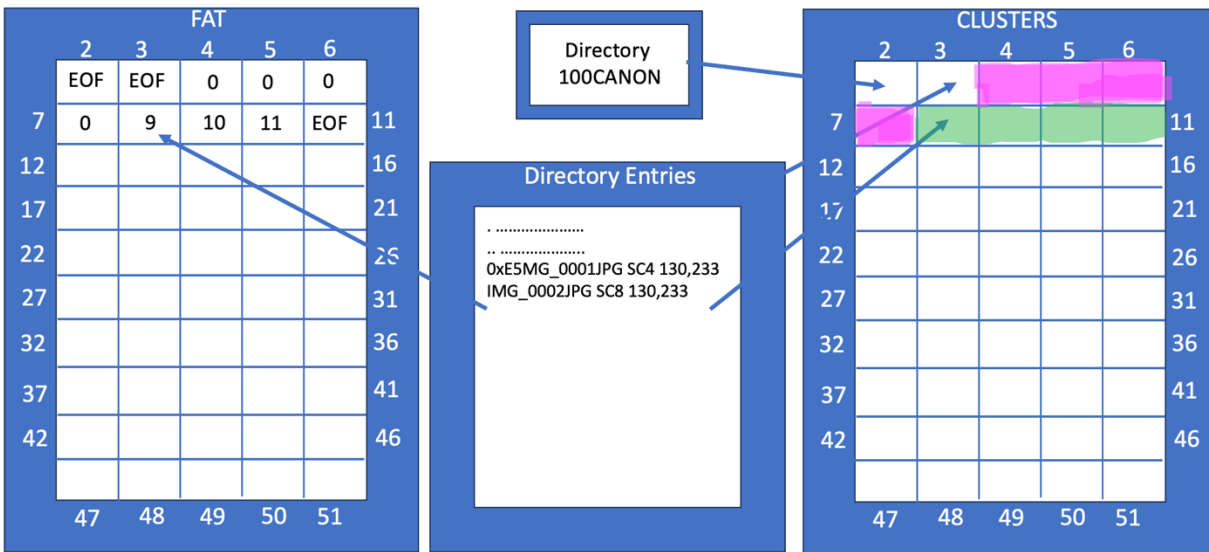 FAT
2 3 4 5 6
EOF EOF 0 0 0
7 0 9 10 11 EOF 11
12 16
17 21
22 26
27 31
32 36
37 41
42 46
47 48 49 50 51
Directory
100CANON
Directory Entries
. .....................
.. .....................
0xE5MG_0001JPG SC4 130,233
IMG_0002JPG SC8 130,233
CLUSTERS
2 3 4 5 6
7 11
12 16
17 21
22 26
27 31
32 36
37 41
42 46
47 48 49 50 51